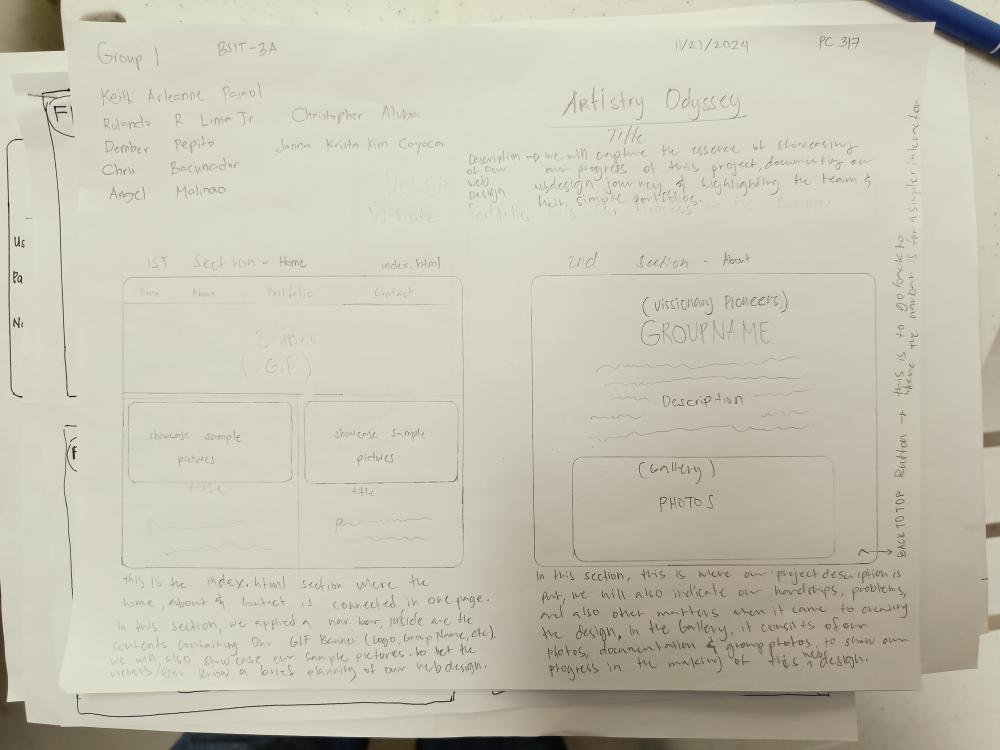 Group 1
BSIT-3A
11/21/2024
PC 317
Keith Arleanne Pagaol
Rolando R Lima Jr
Christopher Aluba
Dember Pepito
Janna Krista Kim Coyoca
Chris Bacunador
Angel Malinao
Artistry Odyssey
Title
Description → we will capture the essence of showcasing
of our our progress of this project, documenting our
web webdesign journey, & highlighting the team &
Design their simple portfolios.
Design
Website
1ST Section - Home
index.html
Home About Portfolio Contact
Banner
(.GIF)
showcase sample
pictures
title
showcase sample
pictures
title
this is the index.html section where the
home, about & contact is connected in one page.
In this section, we applied a nav. bar, inside are the
contents containing Our GIF Banner (Logo, Group Name, etc).
we will also showcase our sample pictures. to let the
viewers/user know a brief planning of our webdesign.
2nd Section - About
(Vissionary Pioneers)
GROUPNAME
Description
(Gallery)
PHOTOS
In this section, this is where our project description is
put, we will also indicate our hardships, problems,
and also other matters when it came to creating
the design. In the Gallery, it consists of our
photos, documentation & group photos, to show our
progress in the making of this web design.
BACK TO TOP Button → this is to go back to
where the navbar is for a simpler interaction
Us
Pa